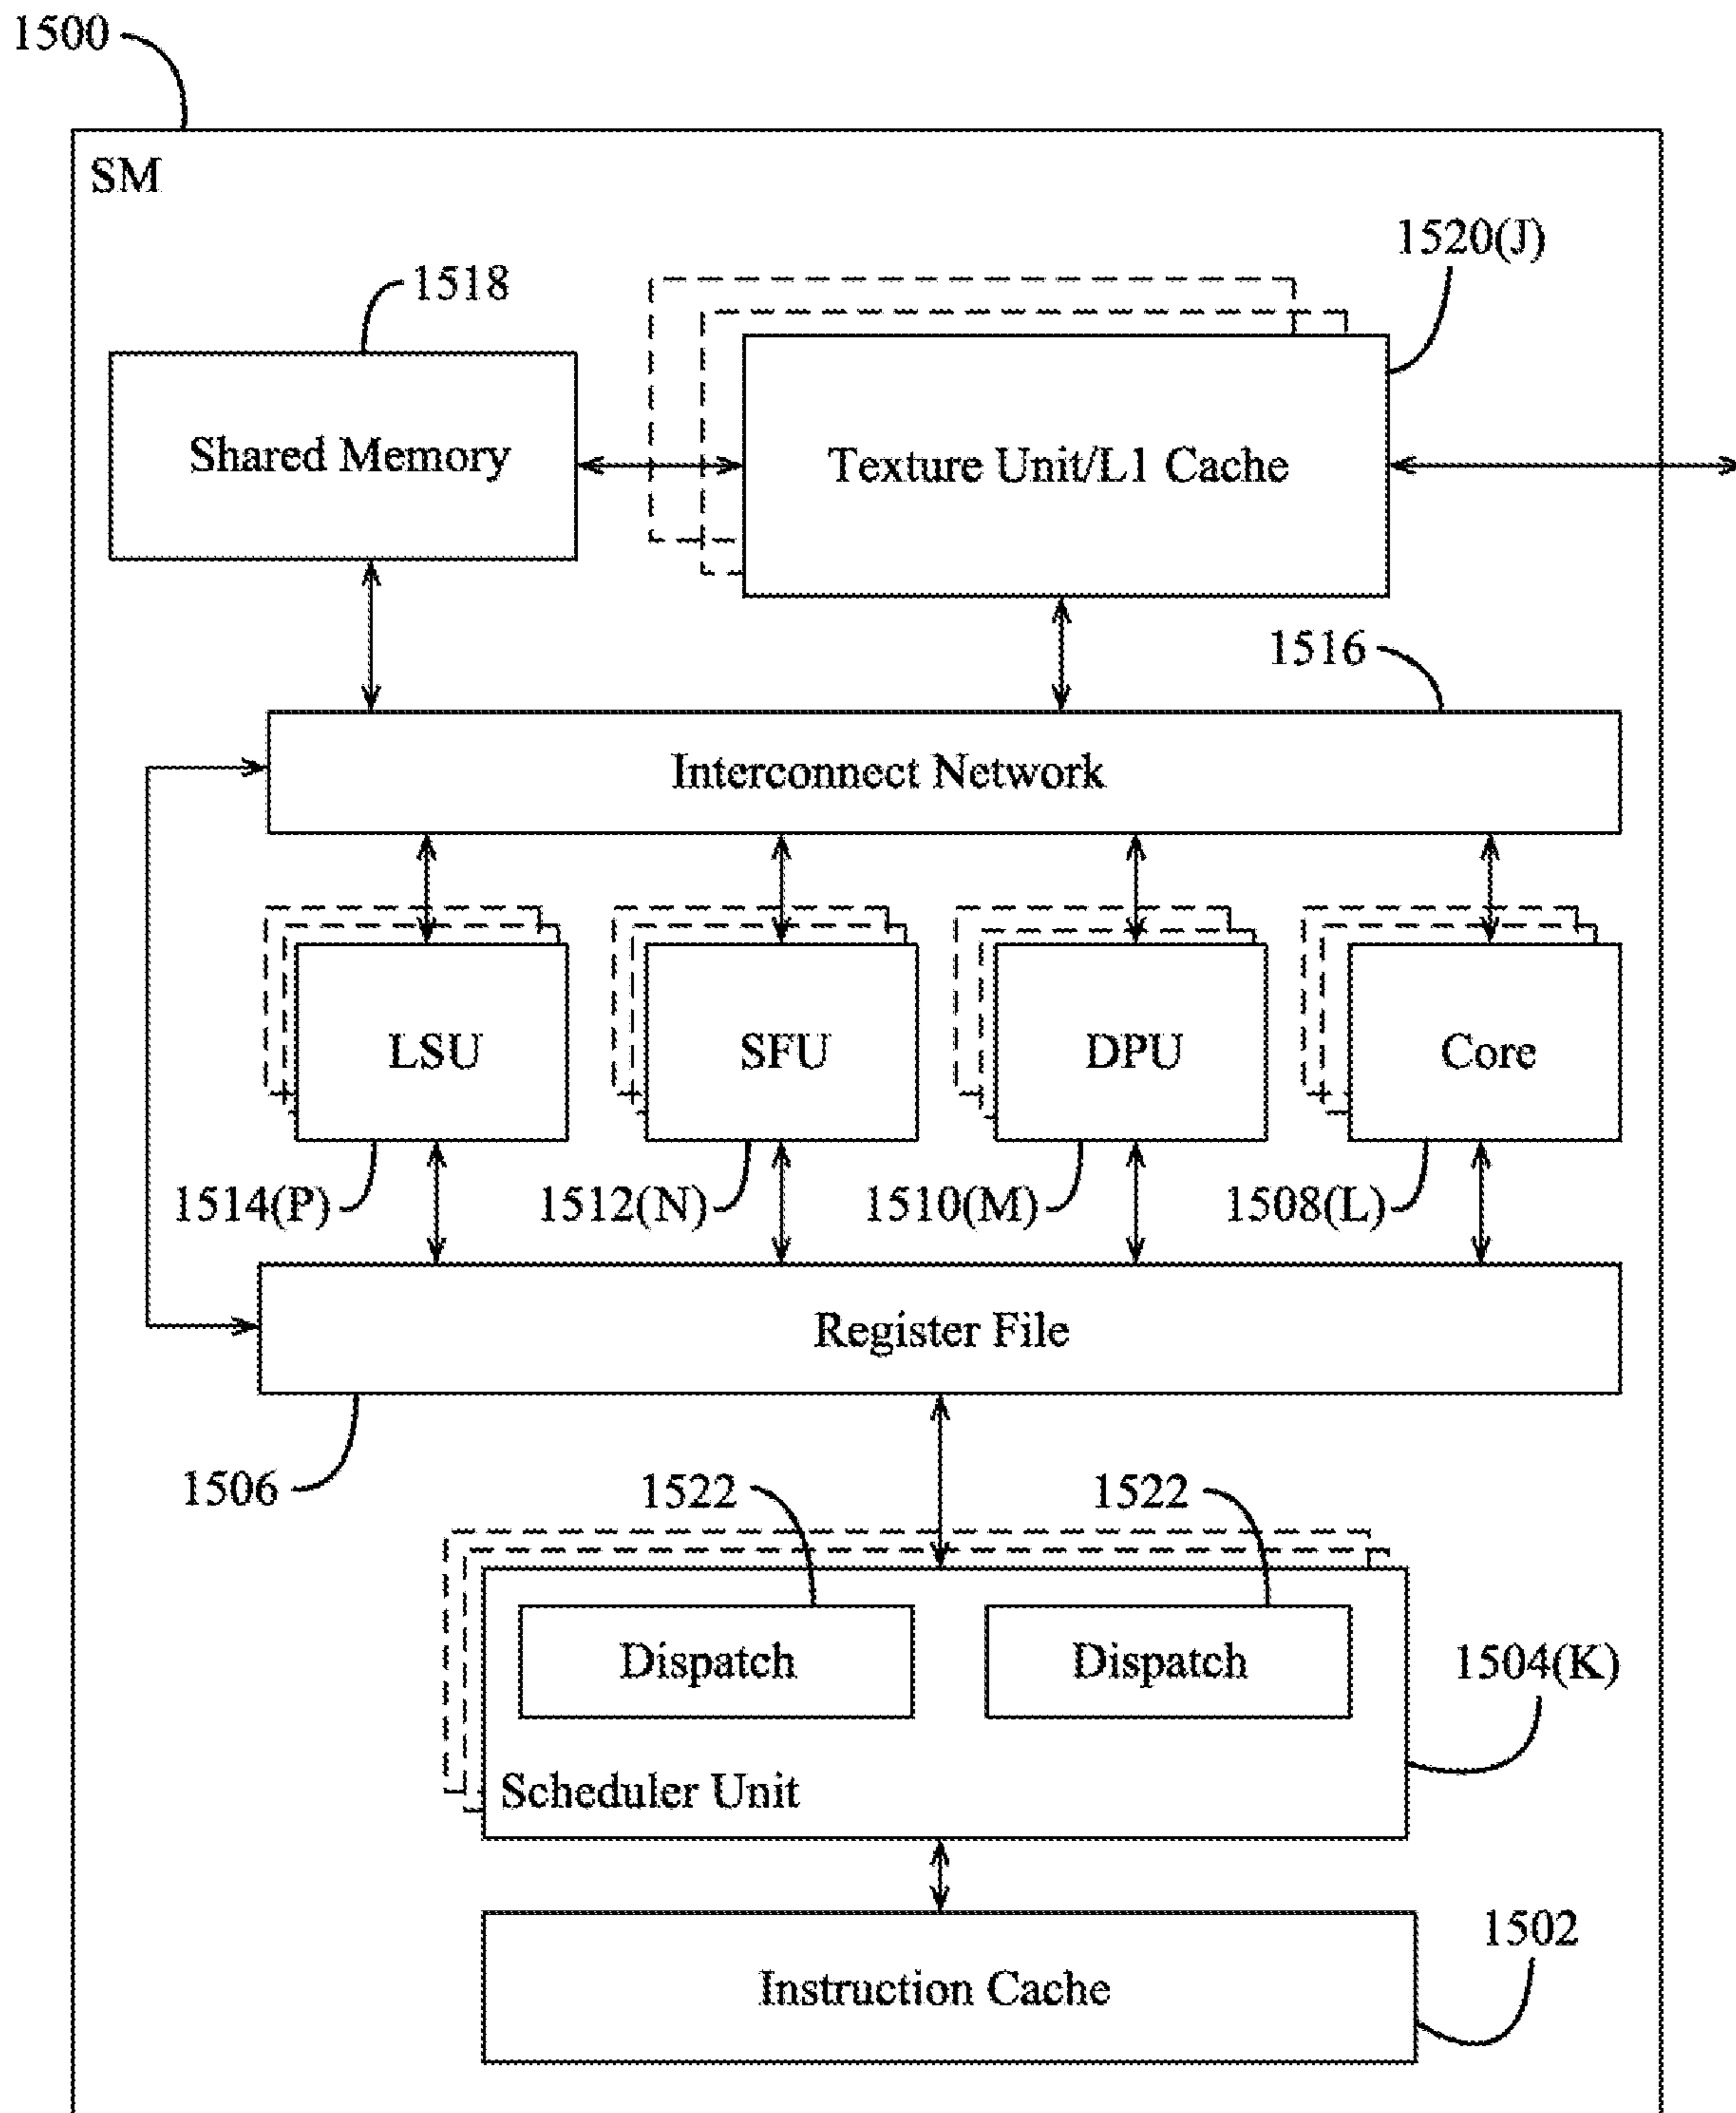 1500
SM
1520(J)
1518
Shared Memory
Texture Unit/L1 Cache
1516
Interconnect Network
LSU
SFU
DPU
Core
1514(P)
1512(N)
1510(M)
1508(L)
Register File
1506
1522
1522
Dispatch
Dispatch
1504(K)
Scheduler Unit
1502
Instruction Cache